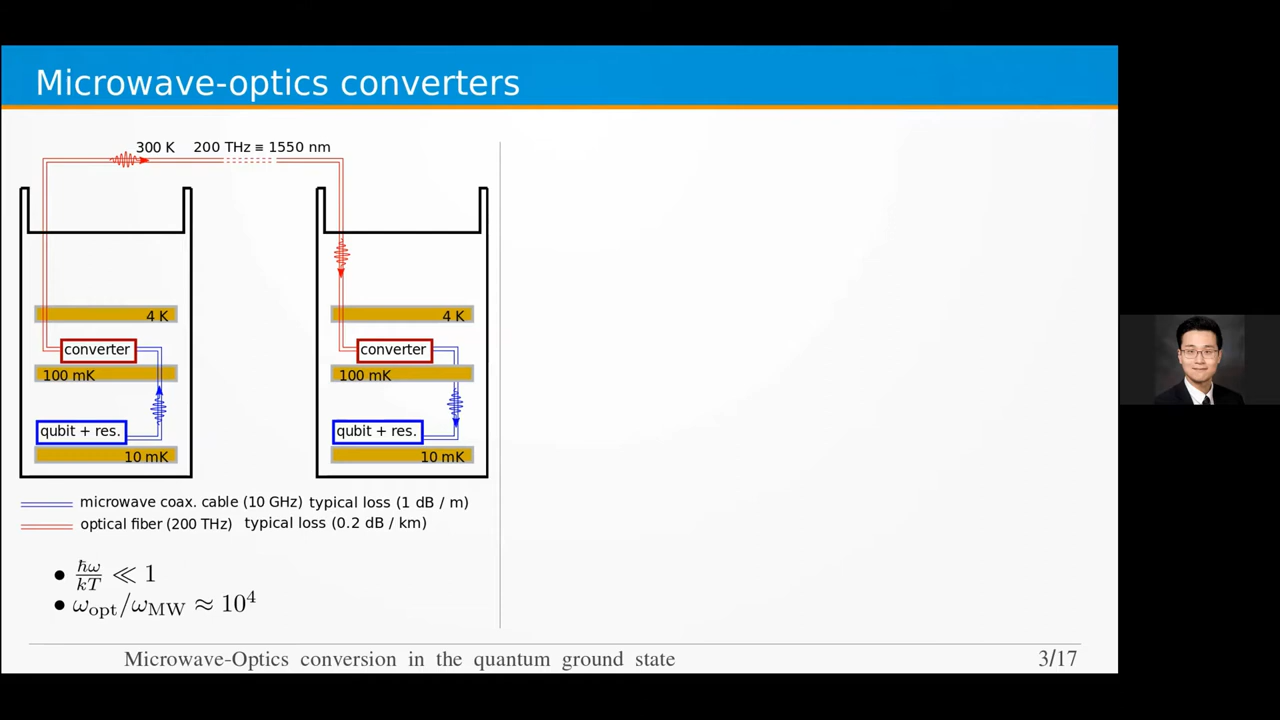 Microwave-optics converters
300 K 200 THz ≡ 1550 nm
4 K 4 K
converter converter
100 mK 100 mK
qubit + res. qubit + res.
10 mK 10 mK
microwave coax. cable (10 GHz) typical loss (1 dB / m)
optical fiber (200 THz) typical loss (0.2 dB / km)
• ħω/kT ≪ 1
• ω_opt/ω_MW ≈ 10⁴
Microwave-Optics conversion in the quantum ground state 3/17